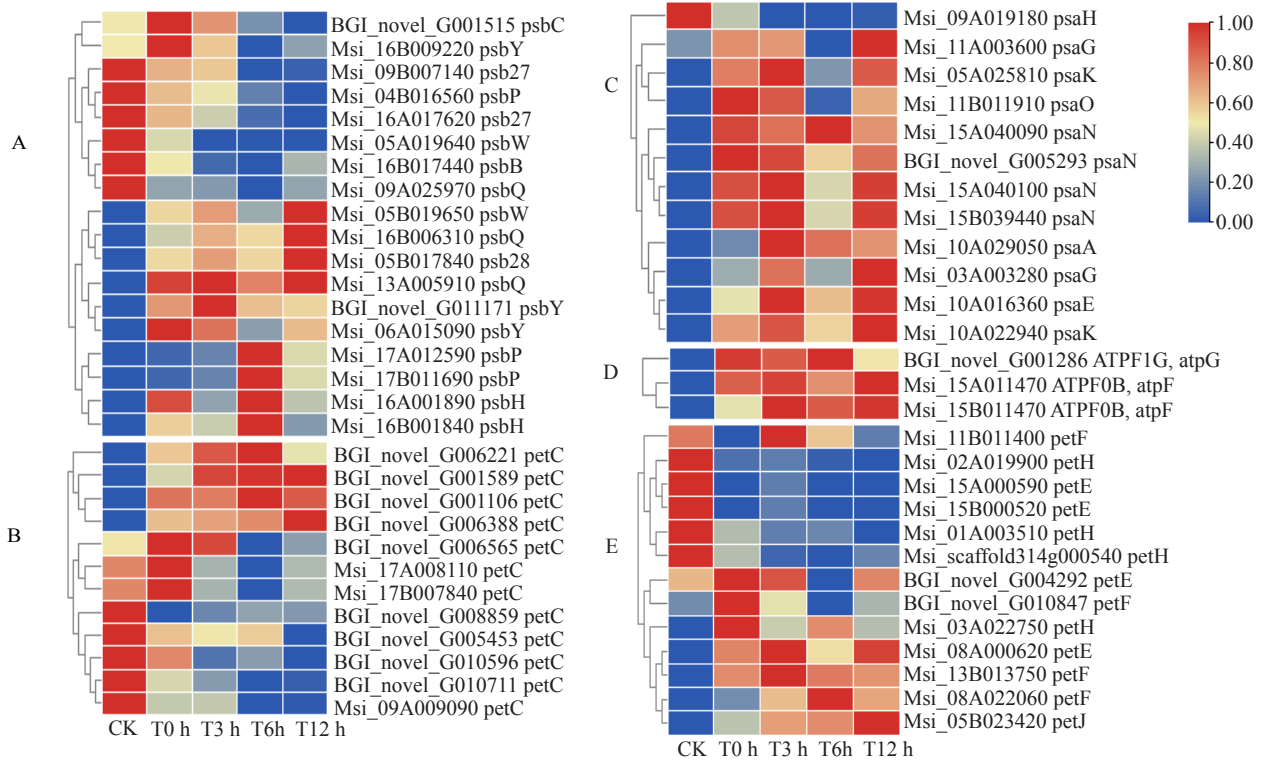 A
BGI_novel_G001515 psbC
Msi_16B009220 psbY
Msi_09B007140 psb27
Msi_04B016560 psbP
Msi_16A017620 psb27
Msi_05A019640 psbW
Msi_16B017440 psbB
Msi_09A025970 psbQ
Msi_05B019650 psbW
Msi_16B006310 psbQ
Msi_05B017840 psb28
Msi_13A005910 psbQ
BGI_novel_G011171 psbY
Msi_06A015090 psbY
Msi_17A012590 psbP
Msi_17B011690 psbP
Msi_16A001890 psbH
Msi_16B001840 psbH
B
BGI_novel_G006221 petC
BGI_novel_G001589 petC
BGI_novel_G001106 petC
BGI_novel_G006388 petC
BGI_novel_G006565 petC
Msi_17A008110 petC
Msi_17B007840 petC
BGI_novel_G008859 petC
BGI_novel_G005453 petC
BGI_novel_G010596 petC
BGI_novel_G010711 petC
Msi_09A009090 petC
CK T0 h T3 h T6h T12 h
C
Msi_09A019180 psaH
Msi_11A003600 psaG
Msi_05A025810 psaK
Msi_11B011910 psaO
Msi_15A040090 psaN
BGI_novel_G005293 psaN
Msi_15A040100 psaN
Msi_15B039440 psaN
Msi_10A029050 psaA
Msi_03A003280 psaG
Msi_10A016360 psaE
Msi_10A022940 psaK
D
BGI_novel_G001286 ATPF1G, atpG
Msi_15A011470 ATPF0B, atpF
Msi_15B011470 ATPF0B, atpF
E
Msi_11B011400 petF
Msi_02A019900 petH
Msi_15A000590 petE
Msi_15B000520 petE
Msi_01A003510 petH
Msi_scaffold314g000540 petH
BGI_novel_G004292 petE
BGI_novel_G010847 petF
Msi_03A022750 petH
Msi_08A000620 petE
Msi_13B013750 petF
Msi_08A022060 petF
Msi_05B023420 petJ
CK T0 h T3 h T6h T12 h
1.00
0.80
0.60
0.40
0.20
0.00